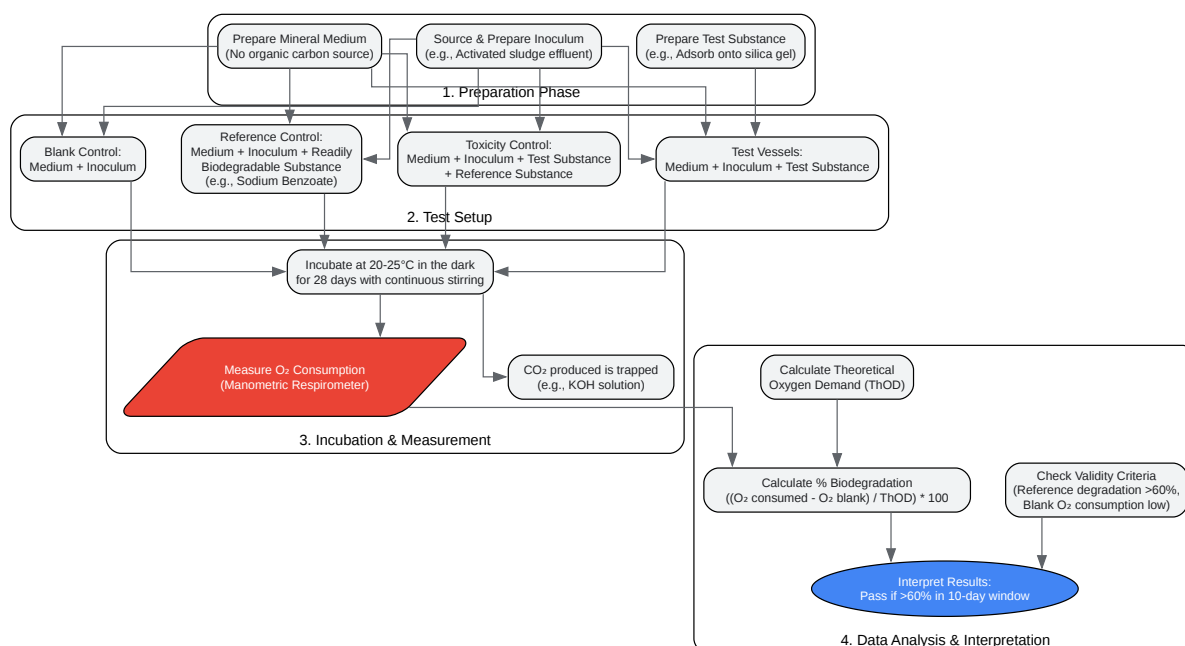 Prepare Mineral Medium
(No organic carbon source)
Source & Prepare Inoculum
(e.g., Activated sludge effluent)
Prepare Test Substance
(e.g., Adsorb onto silica gel)
1. Preparation Phase
Blank Control:
Medium + Inoculum
Reference Control:
Medium + Inoculum + Readily
Biodegradable Substance
(e.g., Sodium Benzoate)
Toxicity Control:
Medium + Inoculum + Test Substance
+ Reference Substance
Test Vessels:
Medium + Inoculum + Test Substance
2. Test Setup
Incubate at 20-25°C in the dark
for 28 days with continuous stirring
Measure O₂ Consumption
(Manometric Respirometer)
CO₂ produced is trapped
(e.g., KOH solution)
3. Incubation & Measurement
Calculate Theoretical
Oxygen Demand (ThOD)
Calculate % Biodegradation
((O₂ consumed - O₂ blank) / ThOD) * 100
Check Validity Criteria
(Reference degradation >60%,
Blank O₂ consumption low)
Interpret Results:
Pass if >60% in 10-day window
4. Data Analysis & Interpretation